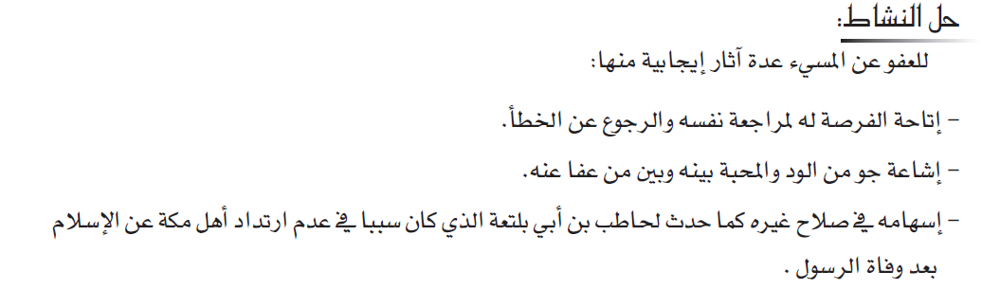 حل النشاط:
للعفو عن المسيء عدة آثار إيجابية منها:
– إتاحة الفرصة له لمراجعة نفسه والرجوع عن الخطأ.
– إشاعة جو من الود والمحبة بينه وبين من عفا عنه.
– إسهامه في صلاح غيره كما حدث لحاطب بن أبي بلتعة الذي كان سببا في عدم ارتداد أهل مكة عن الإسلام
بعد وفاة الرسول .